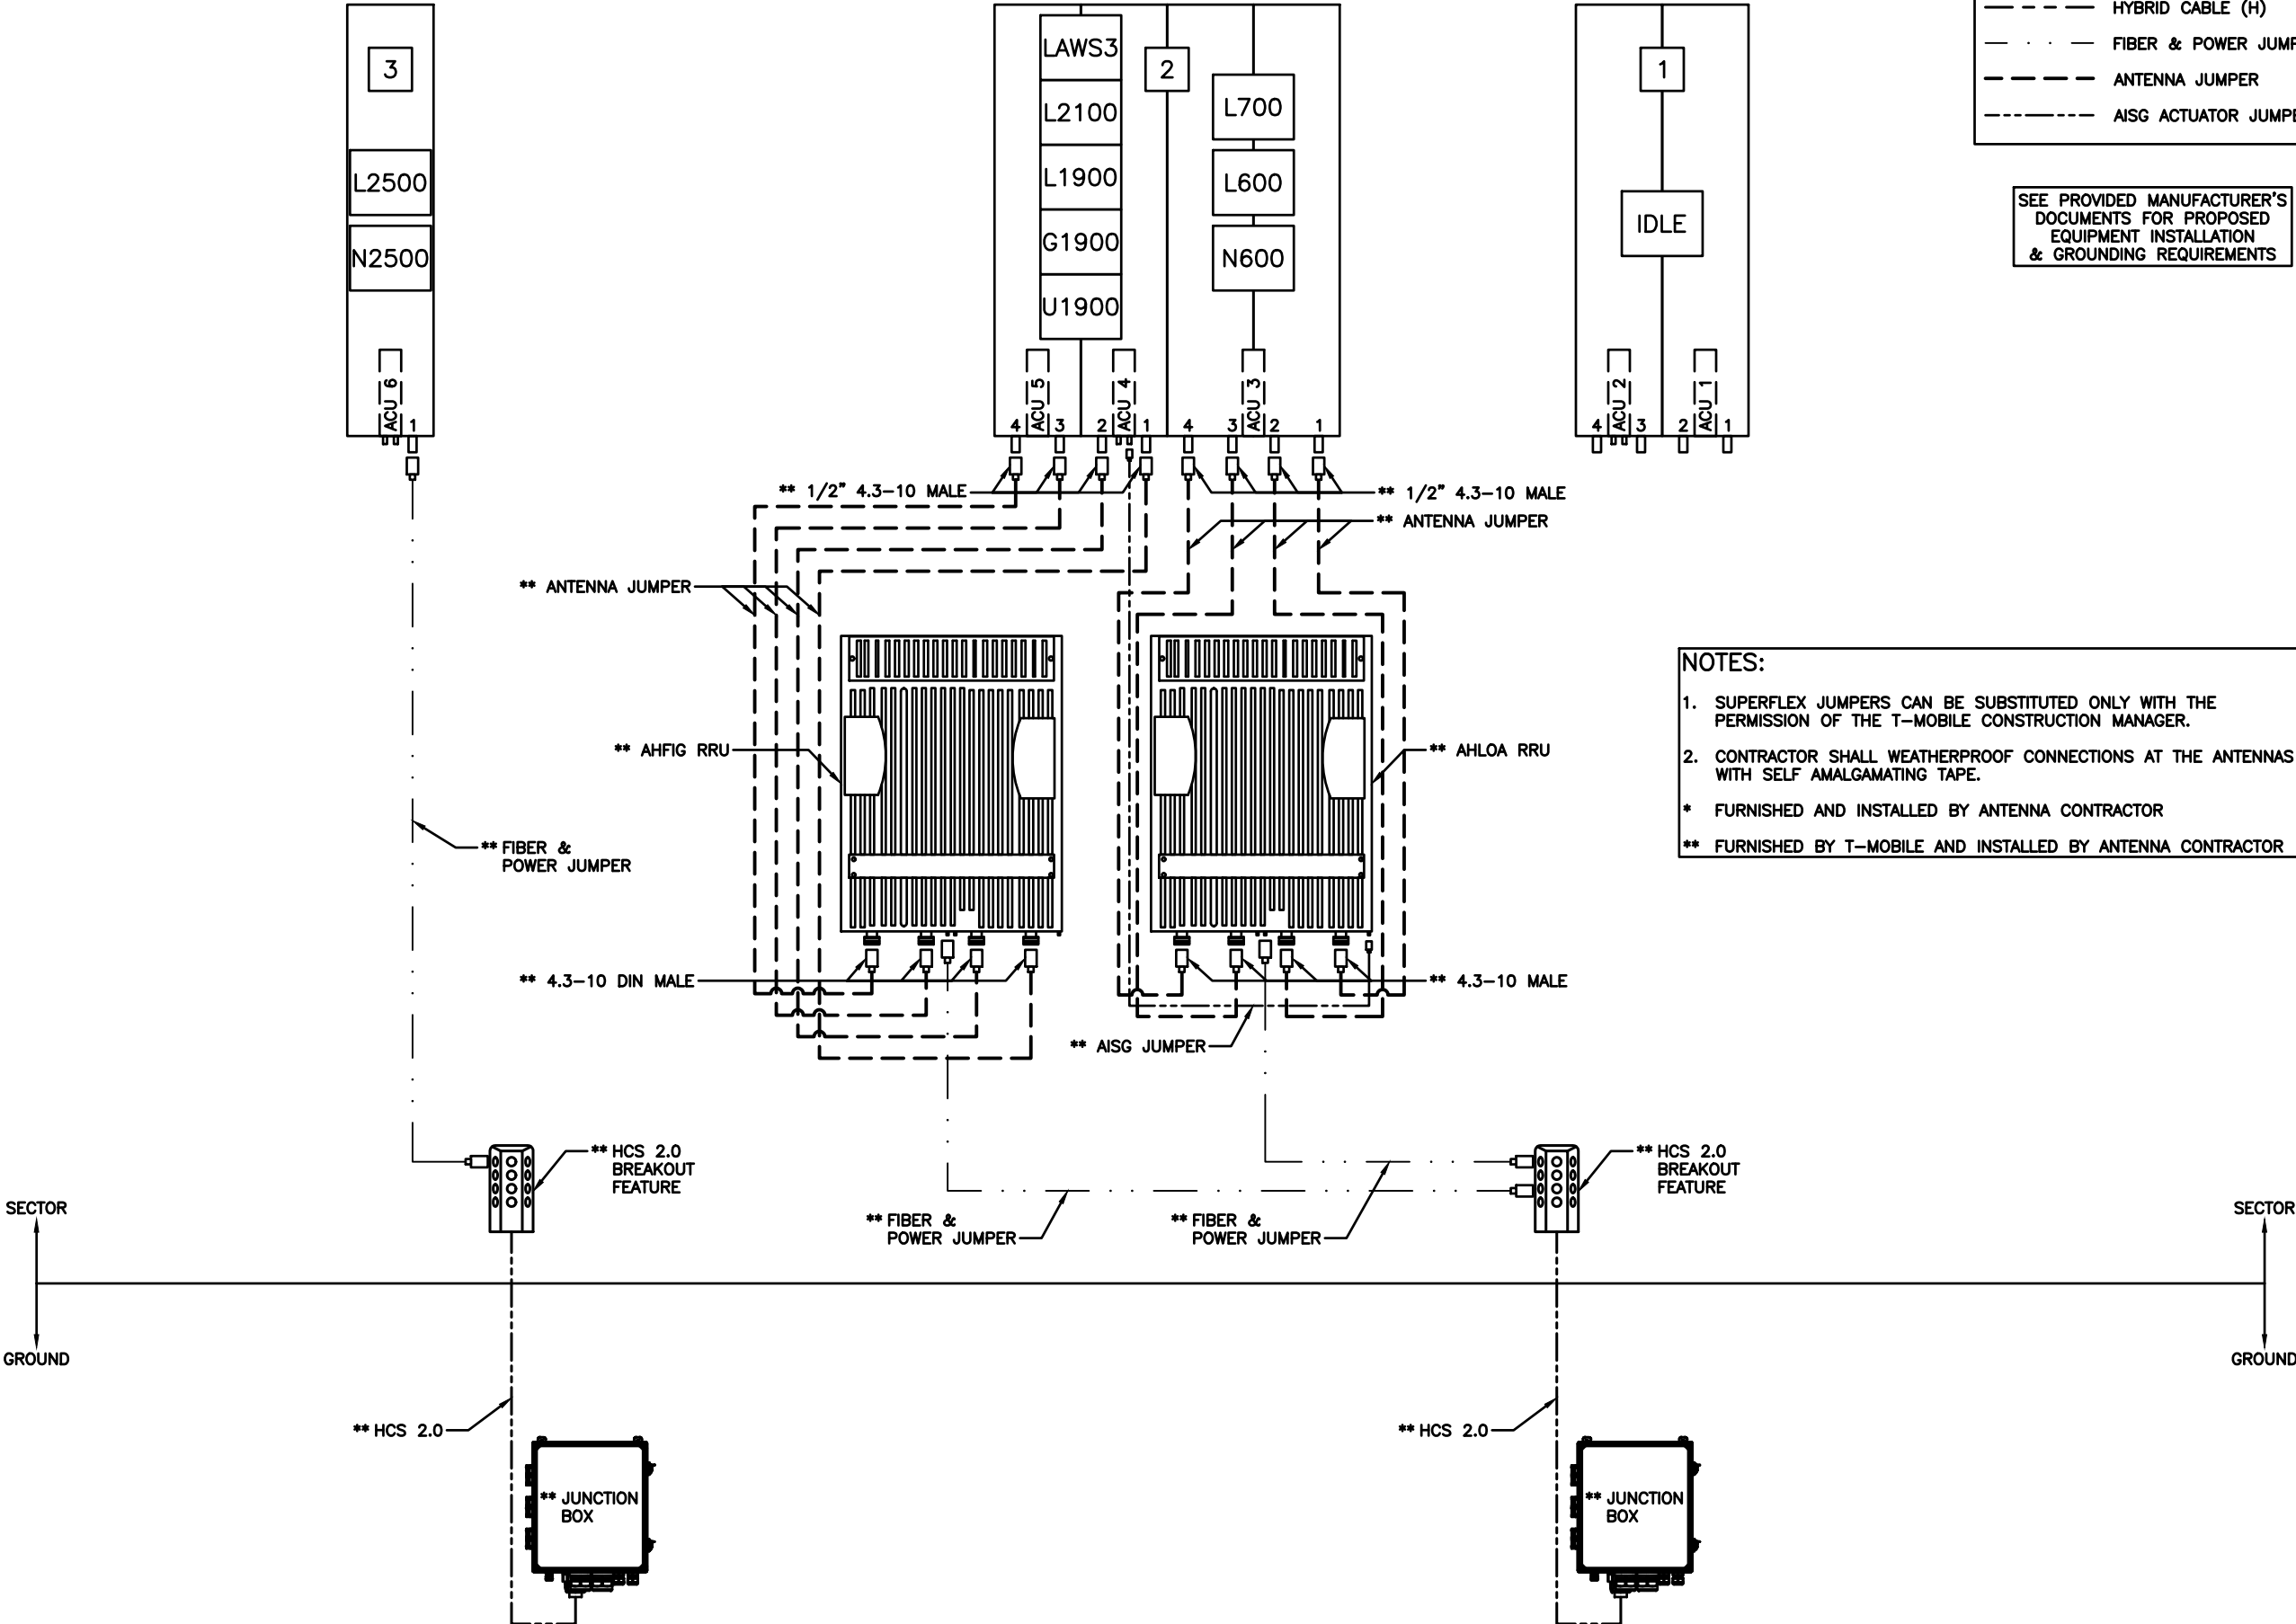 HYBRID CABLE (H)
FIBER & POWER
ANTENNA JUMPER
AISG ACTUATOR
SEE PROVIDED MANUFACTURER'S
DOCUMENTS FOR PROPOSED
EQUIPMENT INSTALLATION
& GROUNDING REQUIREMENTS
3
L2500
N2500
ACU 6
1
2
LAWS3
L2100
L1900
G1900
U1900
L700
L600
N600
ACU 5
ACU 4
ACU 3
4 3 2 1 4 3 2 1
1
IDLE
ACU 2
ACU 1
4 3 2 1
** 1/2" 4.3-10 MALE
** 1/2" 4.3-10 MALE
** ANTENNA JUMPER
** ANTENNA JUMPER
** AHFIG RRU
** AHLOA RRU
** FIBER &
POWER JUMPER
** 4.3-10 DIN MALE
** 4.3-10 MALE
** AISG JUMPER
NOTES:
1. SUPERFLEX JUMPERS CAN BE SUBSTITUTED ONLY WITH THE
PERMISSION OF THE T-MOBILE CONSTRUCTION MANAGER.
2. CONTRACTOR SHALL WEATHERPROOF CONNECTIONS AT THE ANTENNAS
WITH SELF AMALGAMATING TAPE.
* FURNISHED AND INSTALLED BY ANTENNA CONTRACTOR
** FURNISHED BY T-MOBILE AND INSTALLED BY ANTENNA CONTRACTOR
** HCS 2.0
BREAKOUT
FEATURE
** HCS 2.0
BREAKOUT
FEATURE
** FIBER &
POWER JUMPER
** FIBER &
POWER JUMPER
SECTOR
GROUND
SECTOR
GROUND
** HCS 2.0
** HCS 2.0
** JUNCTION
BOX
** JUNCTION
BOX